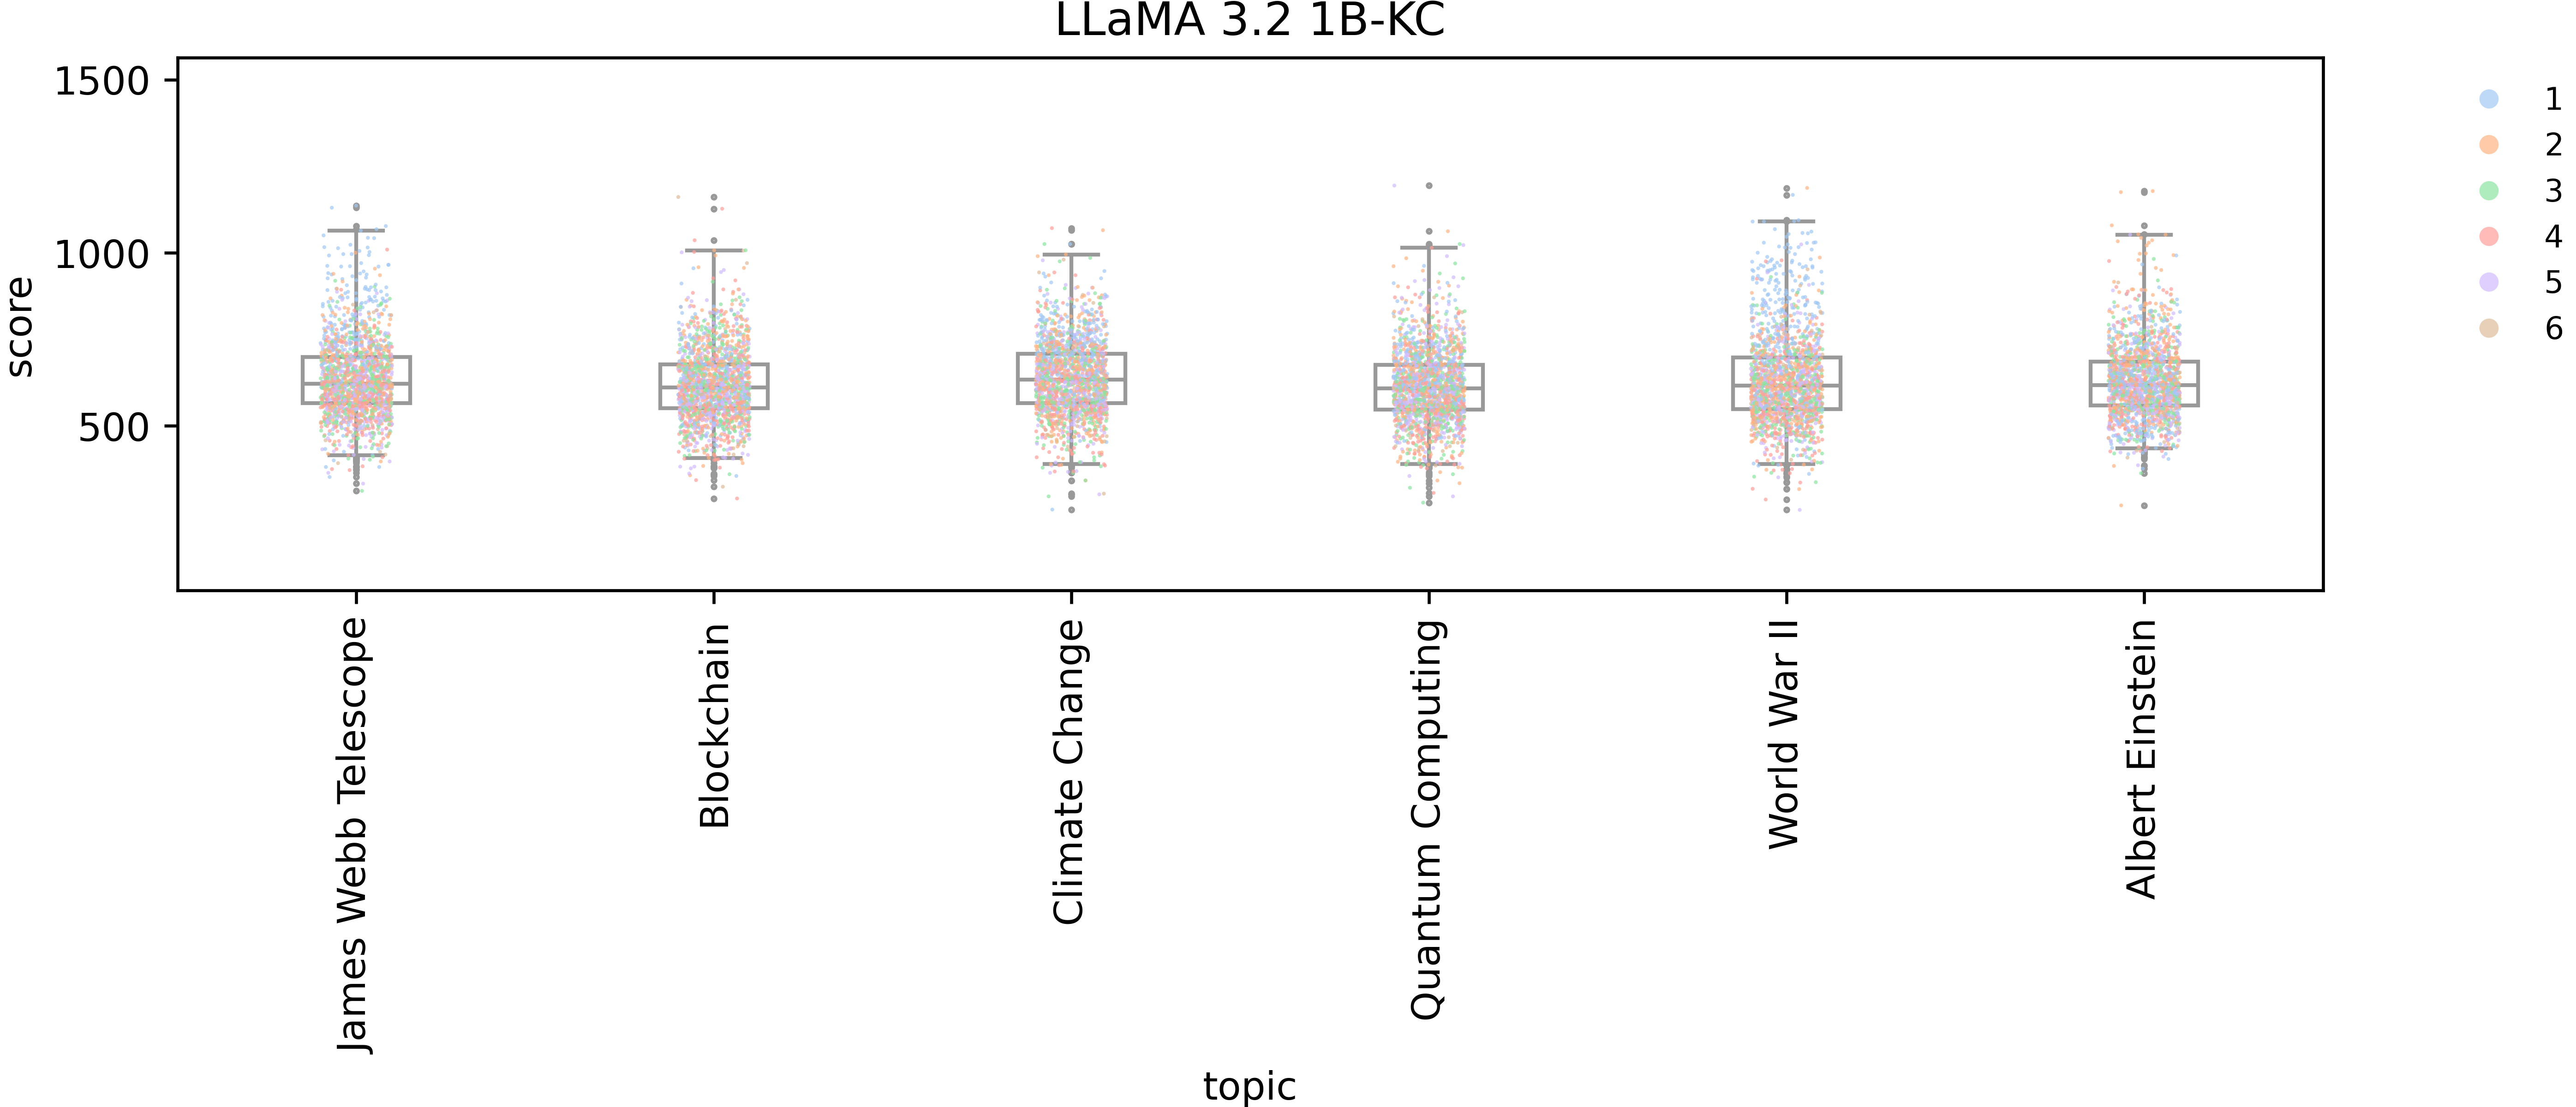 LLaMA 3.2 1B-KC
score
1500
1000
500
1
2
3
4
5
6
James Webb Telescope
Blockchain
Climate Change
Quantum Computing
World War II
Albert Einstein
topic